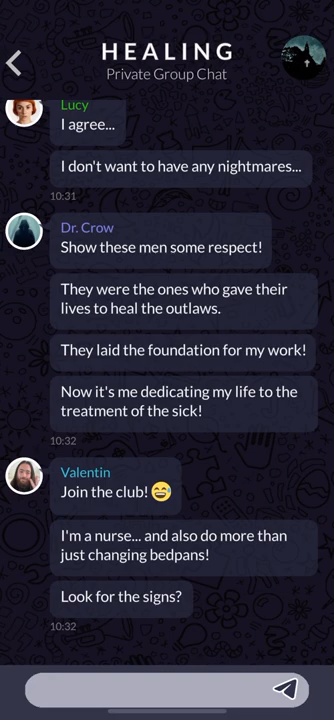 HEALING
Private Group Chat
Lucy
I agree...
I don't want to have any nightmares...
10:31
Dr. Crow
Show these men some respect!
They were the ones who gave their
lives to heal the outlaws.
They laid the foundation for my work!
Now it's me dedicating my life to the
treatment of the sick!
10:32
Valentin
Join the club! 😅
I'm a nurse... and also do more than
just changing bedpans!
Look for the signs?
10:32